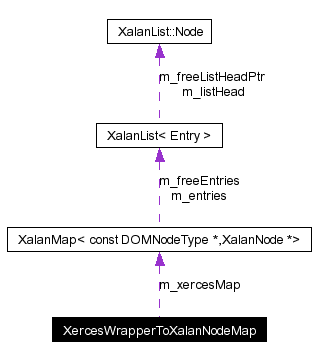 XalanList::Node
m_freeListHeadPtr
m_listHead
XalanList< Entry >
m_freeEntries
m_entries
XalanMap< const DOMNodeType *,XalanNode *>
m_xercesMap
XercesWrapperToXalanNodeMap